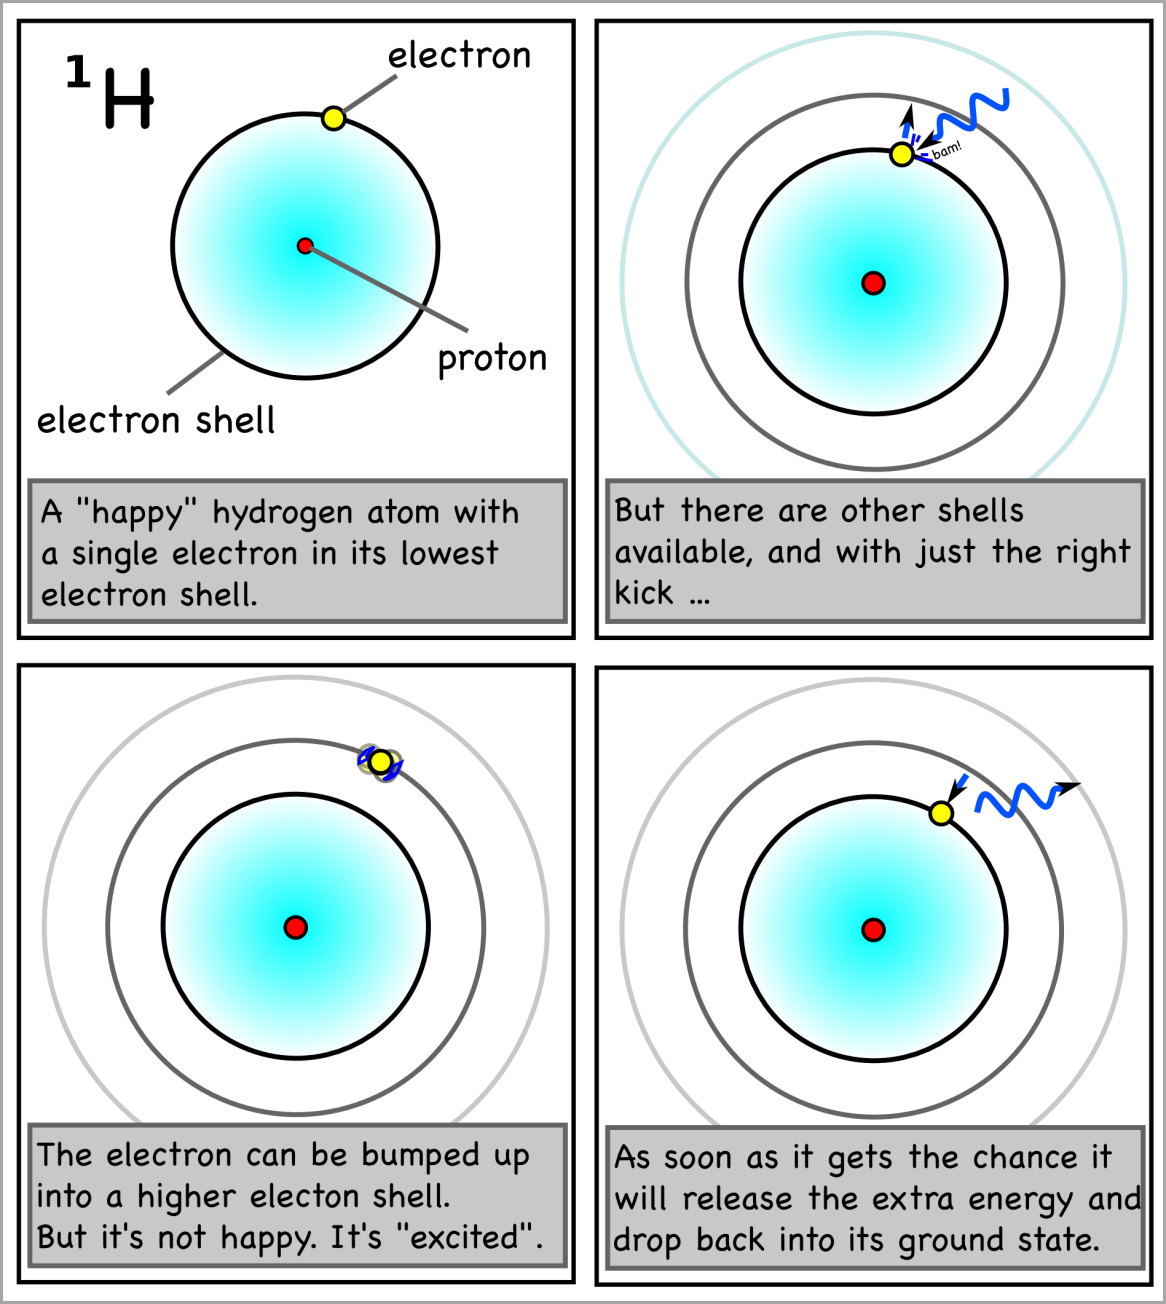 1H
electron
proton
electron shell
A "happy" hydrogen atom with
a single electron in its lowest
electron shell.
bam!
But there are other shells
available, and with just the right
kick ...
The electron can be bumped up
into a higher electon shell.
But it's not happy. It's "excited".
As soon as it gets the chance it
will release the extra energy and
drop back into its ground state.